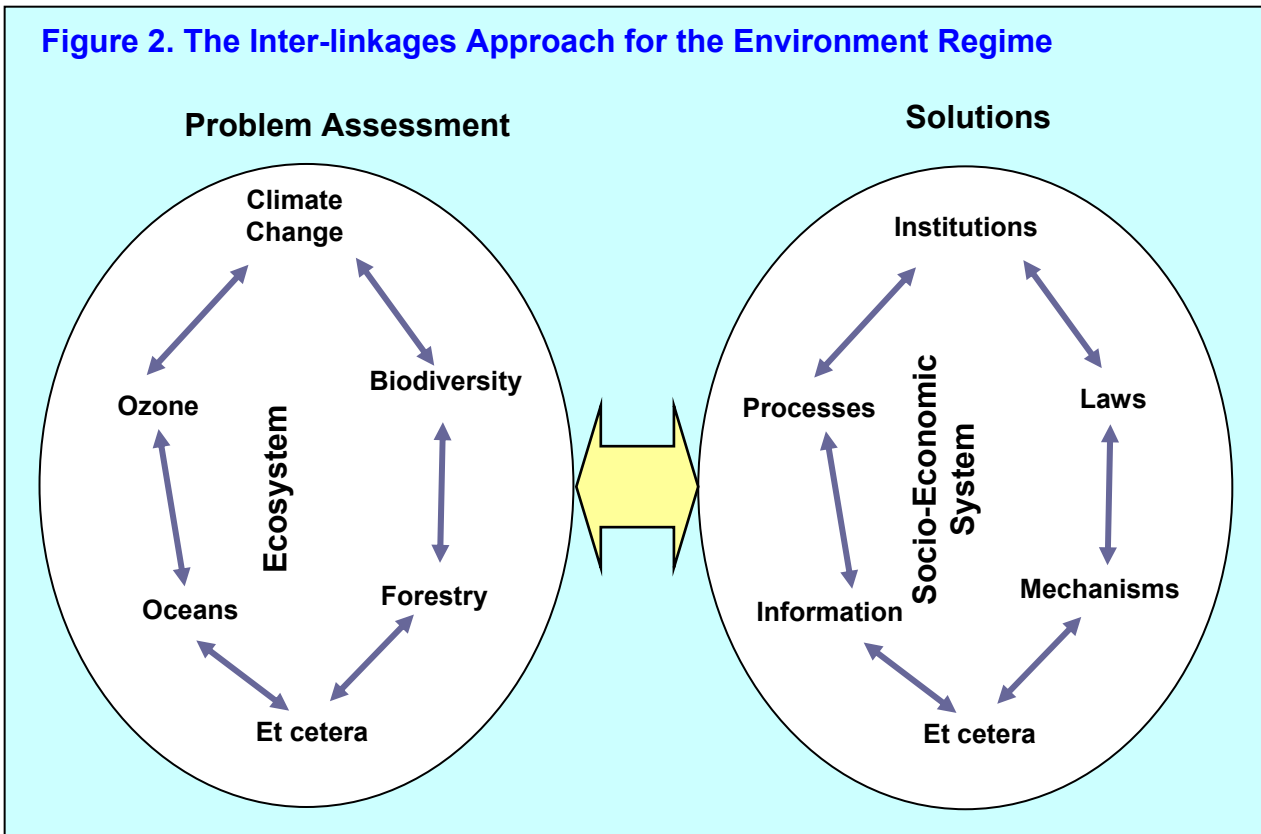 Figure 2. The Inter-linkages Approach for the Environment Regime
Problem Assessment
Climate
Change
Ozone
Biodiversity
Ecosystem
Oceans
Forestry
Et cetera
Solutions
Institutions
Processes
Laws
Socio-Economic
System
Information
Mechanisms
Et cetera